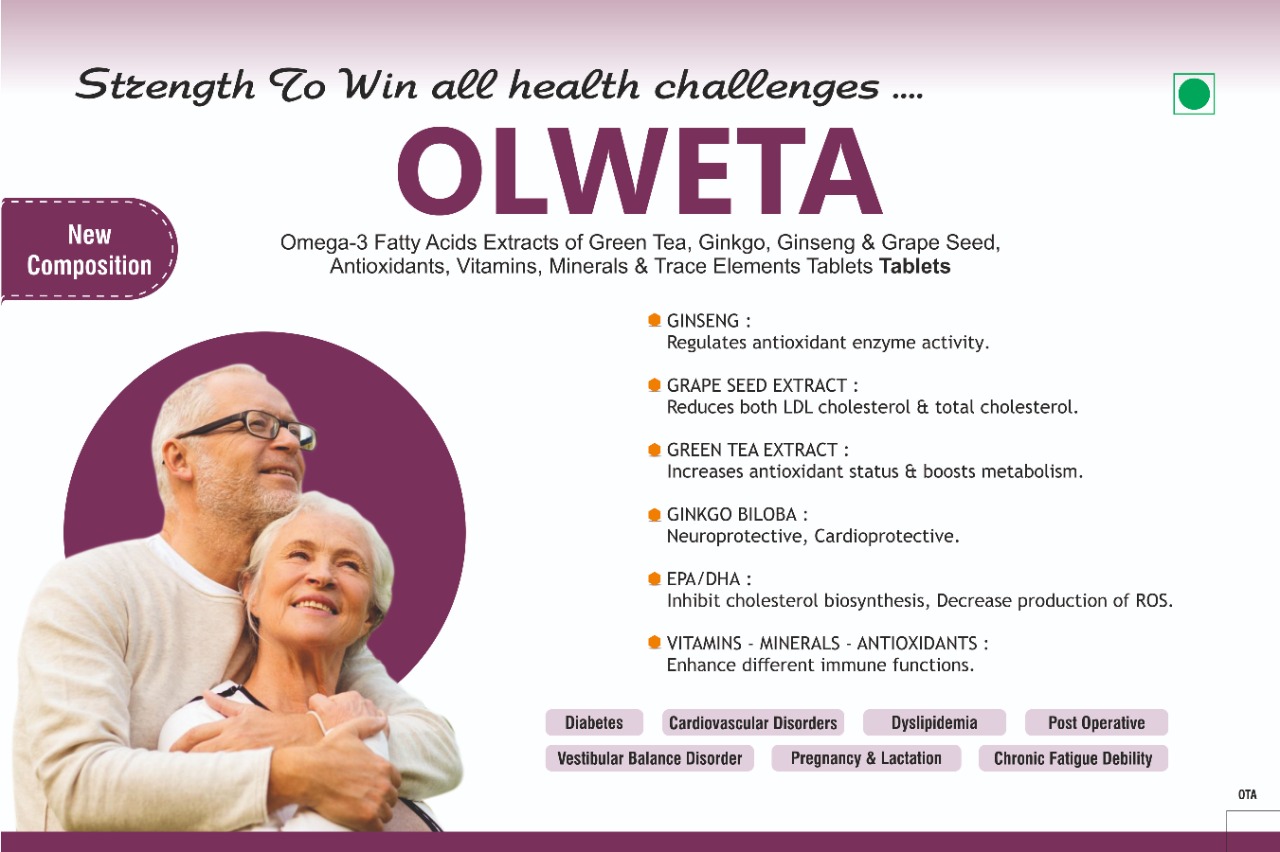 Strength To Win all health challenges ....
OLWETA
New
Composition
Omega-3 Fatty Acids Extracts of Green Tea, Ginkgo, Ginseng & Grape Seed,
Antioxidants, Vitamins, Minerals & Trace Elements Tablets Tablets
GINSENG :
Regulates antioxidant enzyme activity.
GRAPE SEED EXTRACT :
Reduces both LDL cholesterol & total cholesterol.
GREEN TEA EXTRACT :
Increases antioxidant status & boosts metabolism.
GINKGO BILOBA :
Neuroprotective, Cardioprotective.
EPA/DHA :
Inhibit cholesterol biosynthesis, Decrease production of ROS.
VITAMINS - MINERALS - ANTIOXIDANTS :
Enhance different immune functions.
Diabetes Cardiovascular Disorders Dyslipidemia Post Operative
Vestibular Balance Disorder Pregnancy & Lactation Chronic Fatigue Debility
OTA